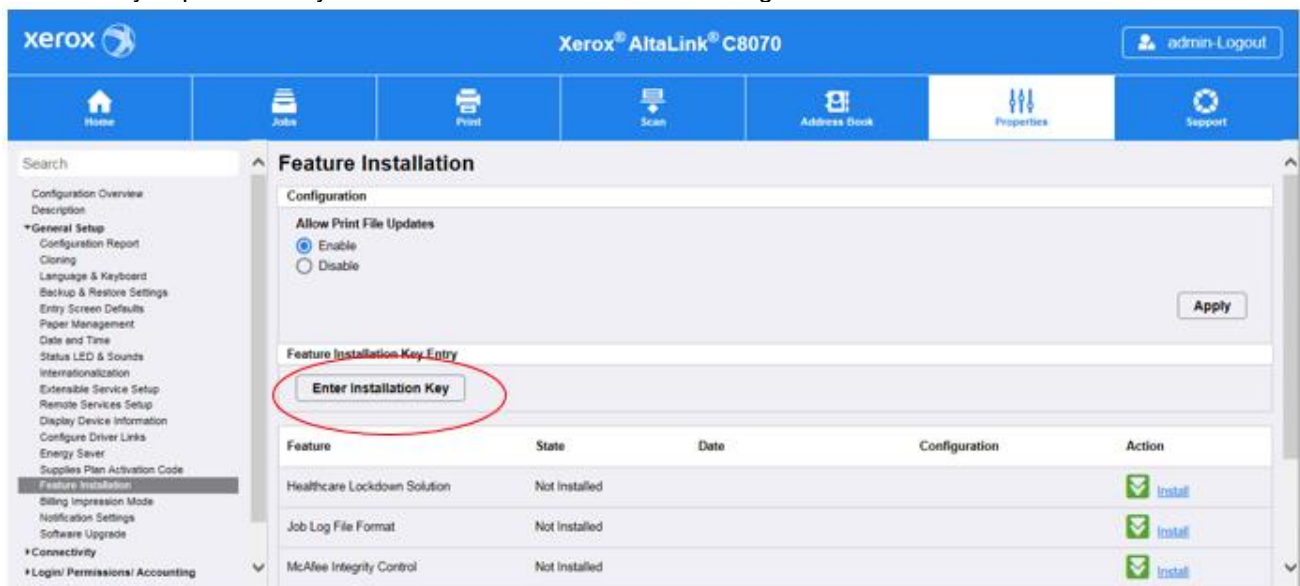 xerox
Xerox® AltaLink® C8070
admin-Logout
Home
Jobs
Print
Scan
Address Book
Properties
Support
Search
Configuration Overview
Description
General Setup
Configuration Report
Cloning
Language & Keyboard
Backup & Restore Settings
Entry Screen Defaults
Paper Management
Date and Time
Status LED & Sounds
Internationalization
Extensible Service Setup
Remote Services Setup
Display Device Information
Configure Driver Links
Energy Saver
Supplies Plan Activation Code
Feature Installation
Billing Impression Mode
Notification Settings
Software Upgrade
Connectivity
Login/ Permissions/ Accounting
Feature Installation
Configuration
Allow Print File Updates
Enable
Disable
Apply
Feature Installation Key Entry
Enter Installation Key
Feature State Date Configuration Action
Healthcare Lockdown Solution Not Installed Install
Job Log File Format Not Installed Install
McAfee Integrity Control Not Installed Install